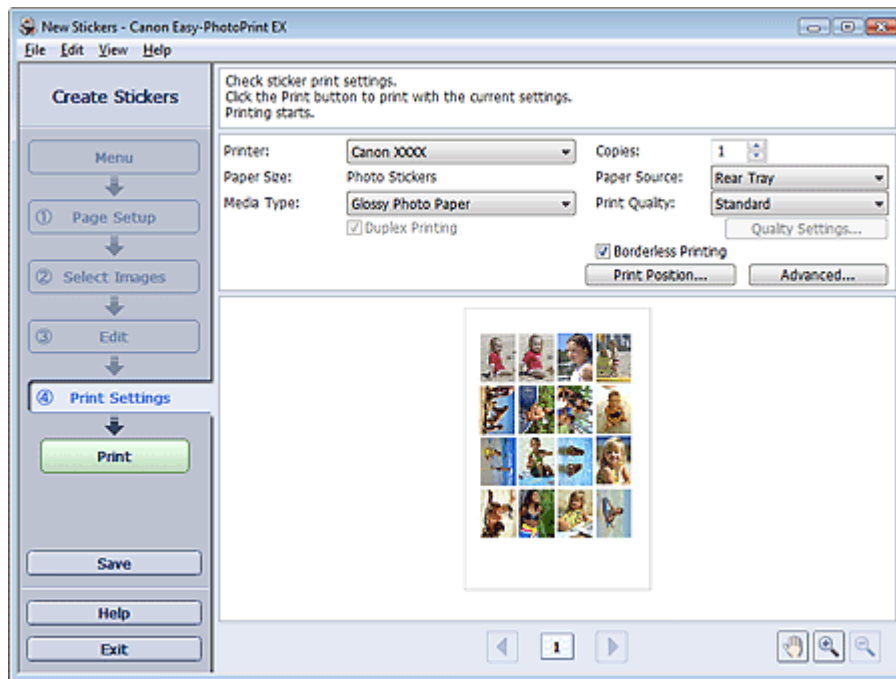 New Stickers - Canon Easy-PhotoPrint EX
File Edit View Help
Create Stickers
Menu
① Page Setup
② Select Images
③ Edit
④ Print Settings
Print
Save
Help
Exit
Check sticker print settings.
Click the Print button to print with the current settings.
Printing starts.
Printer: Canon XXXX Copies: 1
Paper Size: Photo Stickers Paper Source: Rear Tray
Media Type: Glossy Photo Paper Print Quality: Standard
Duplex Printing Quality Settings...
Borderless Printing
Print Position... Advanced...
1